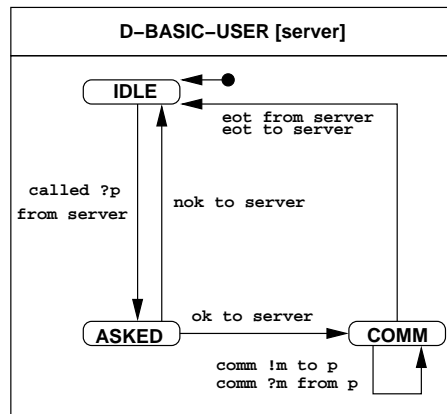 D–BASIC–USER [server]
IDLE
eot from server
eot to server
called ?p
from server
nok to server
ok to server
ASKED
COMM
comm !m to p
comm ?m from p